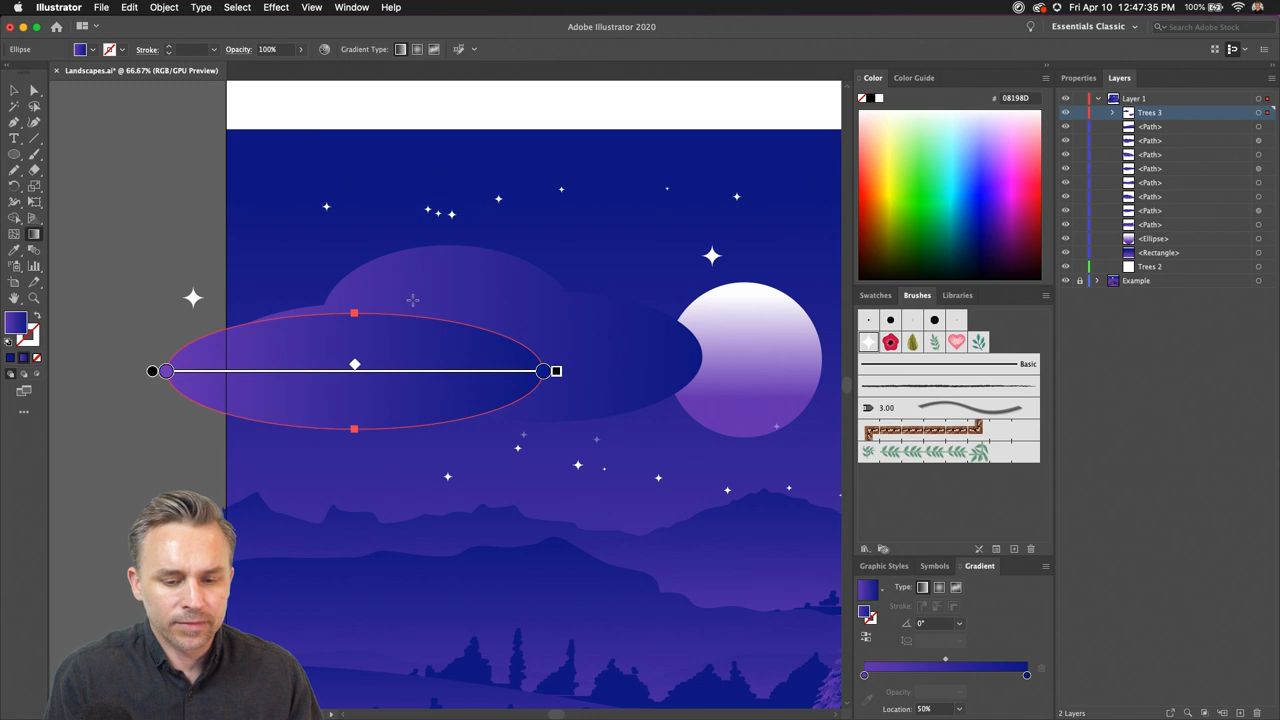 Illustrator File Edit Object Type Select Effect View Window Help 100% Fri Apr 10 12:47:35 PM
Adobe Illustrator 2020 Essentials Classic Search Adobe Stock
Ellipse Stroke: Opacity: 100% Gradient Type:
× Landscapes.ai* @ 66.67% (RGB/GPU Preview)
Color Color Guide
# 08198D
Swatches Brushes Libraries
Basic
3.00
Graphic Styles Symbols Gradient
Type:
Stroke:
0°
Opacity:
Location: 50%
Properties Layers
Layer 1
Trees 3
<Path>
<Path>
<Path>
<Path>
<Path>
<Path>
<Path>
<Path>
<Ellipse>
<Rectangle>
Trees 2
Example
2 Layers